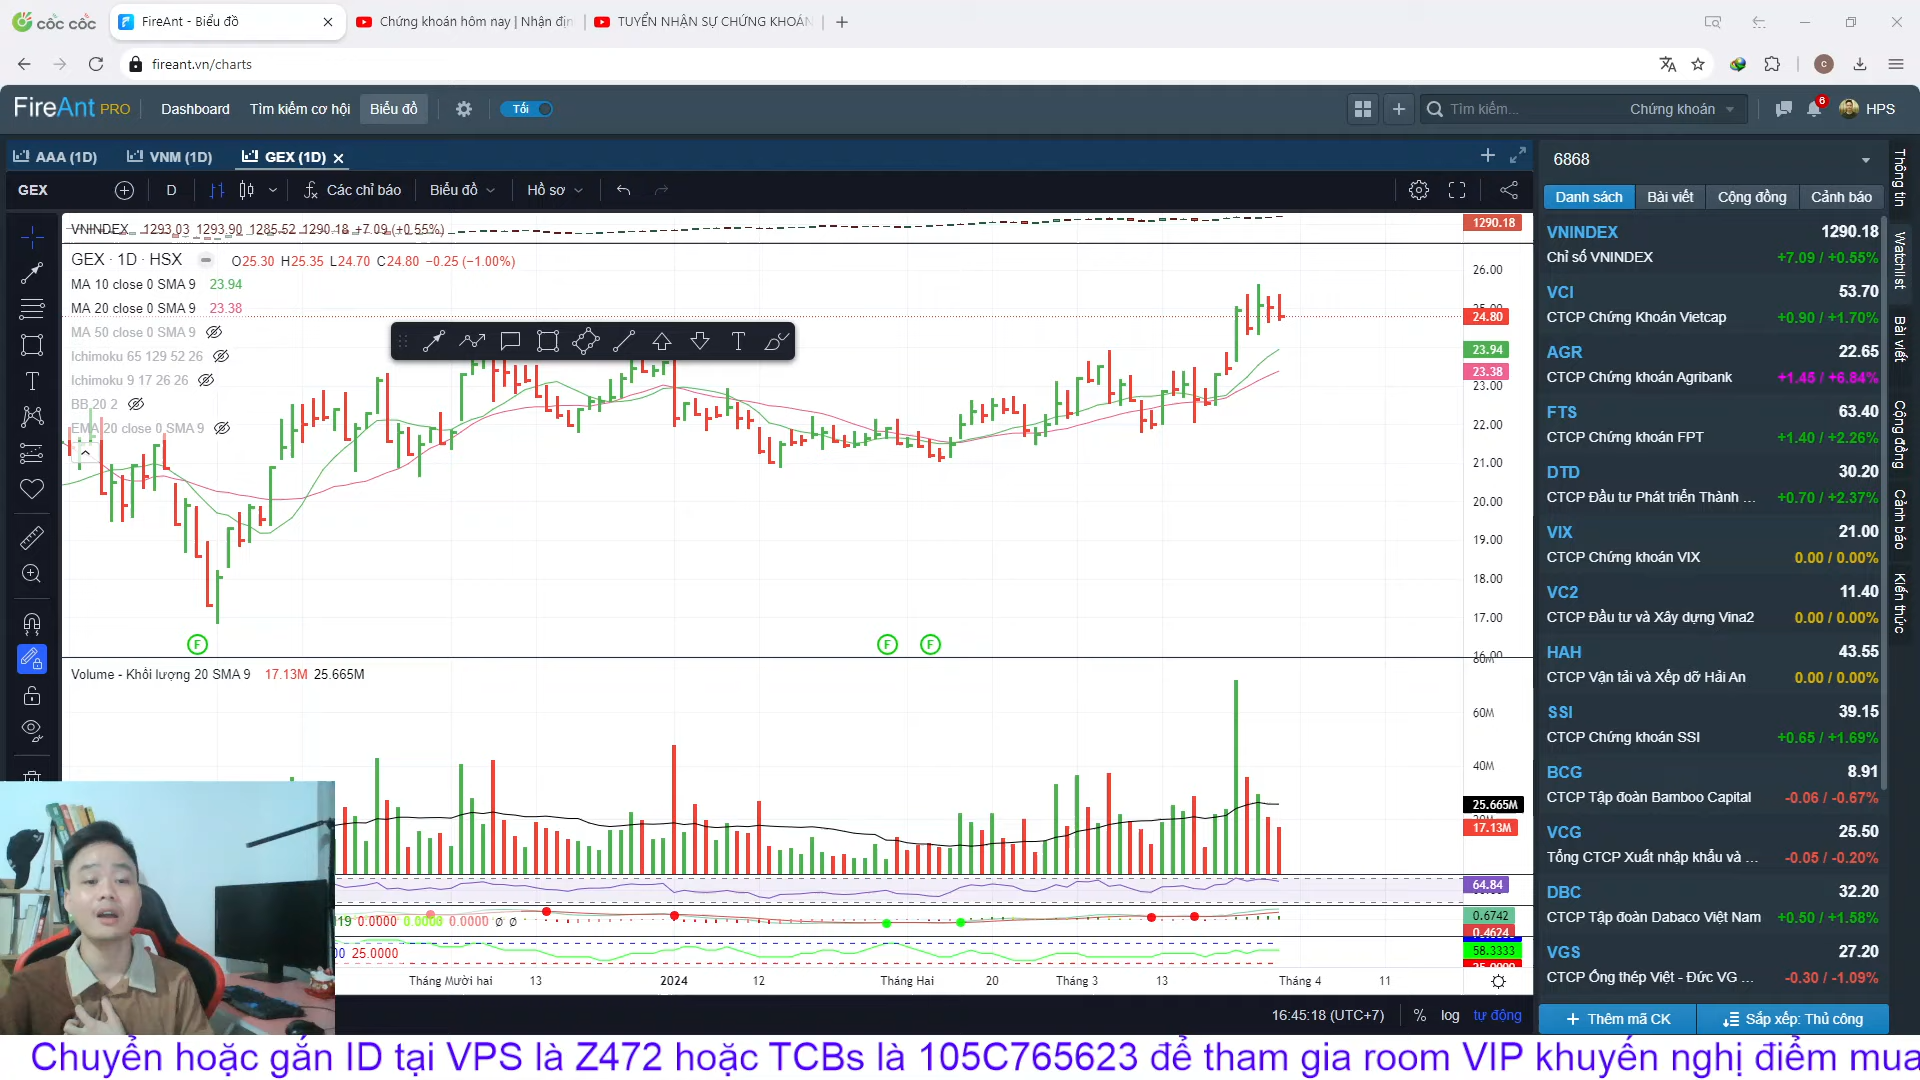 cốc cốc
FireAnt - Biểu đồ
Chứng khoán hôm nay | Nhận địn
TUYỂN NHÂN SỰ CHỨNG KHOÁN
fireant.vn/charts
FireAnt PRO
Dashboard
Tìm kiếm cơ hội
Biểu đồ
Tối
Tìm kiếm...
Chứng khoán
6
HPS
AAA (1D)
VNM (1D)
GEX (1D)
GEX
D
Các chỉ báo
Biểu đồ
Hồ sơ
VNINDEX 1293.03 1293.90 1285.52 1290.18 +7.09 (+0.55%)
GEX · 1D · HSX O25.30 H25.35 L24.70 C24.80 −0.25 (−1.00%)
MA 10 close 0 SMA 9 23.94
MA 20 close 0 SMA 9 23.38
MA 50 close 0 SMA 9
Ichimoku 65 129 52 26
Ichimoku 9 17 26 26
BB 20 2
EMA 20 close 0 SMA 9
1290.18
26.00
25.00
24.80
23.94
23.38
23.00
22.00
21.00
20.00
19.00
18.00
17.00
16.00
F
F
F
Volume - Khối lượng 20 SMA 9 17.13M 25.665M
80M
60M
40M
25.665M
20M
17.13M
64.84
119 0.0000 0.0000 0.0000 ∅ ∅
0.6742
0.4624
00 25.0000
58.3333
25.0000
Tháng Mười hai
13
2024
12
Tháng Hai
20
Tháng 3
13
Tháng 4
11
16:45:18 (UTC+7)
%
log
tự động
6868
Danh sách
Bài viết
Cộng đồng
Cảnh báo
VNINDEX 1290.18
Chỉ số VNINDEX +7.09 / +0.55%
VCI 53.70
CTCP Chứng Khoán Vietcap +0.90 / +1.70%
AGR 22.65
CTCP Chứng khoán Agribank +1.45 / +6.84%
FTS 63.40
CTCP Chứng khoán FPT +1.40 / +2.26%
DTD 30.20
CTCP Đầu tư Phát triển Thành ... +0.70 / +2.37%
VIX 21.00
CTCP Chứng khoán VIX 0.00 / 0.00%
VC2 11.40
CTCP Đầu tư và Xây dựng Vina2 0.00 / 0.00%
HAH 43.55
CTCP Vận tải và Xếp dỡ Hải An 0.00 / 0.00%
SSI 39.15
CTCP Chứng khoán SSI +0.65 / +1.69%
BCG 8.91
CTCP Tập đoàn Bamboo Capital -0.06 / -0.67%
VCG 25.50
Tổng CTCP Xuất nhập khẩu và ... -0.05 / -0.20%
DBC 32.20
CTCP Tập đoàn Dabaco Việt Nam +0.50 / +1.58%
VGS 27.20
CTCP Ống thép Việt - Đức VG ... -0.30 / -1.09%
Thêm mã CK
Sắp xếp: Thủ công
Thông tin
Watchlist
Bài viết
Cộng đồng
Cảnh báo
Kiến thức
Chuyển hoặc gắn ID tại VPS là Z472 hoặc TCBs là 105C765623 để tham gia room VIP khuyến nghị điểm mua